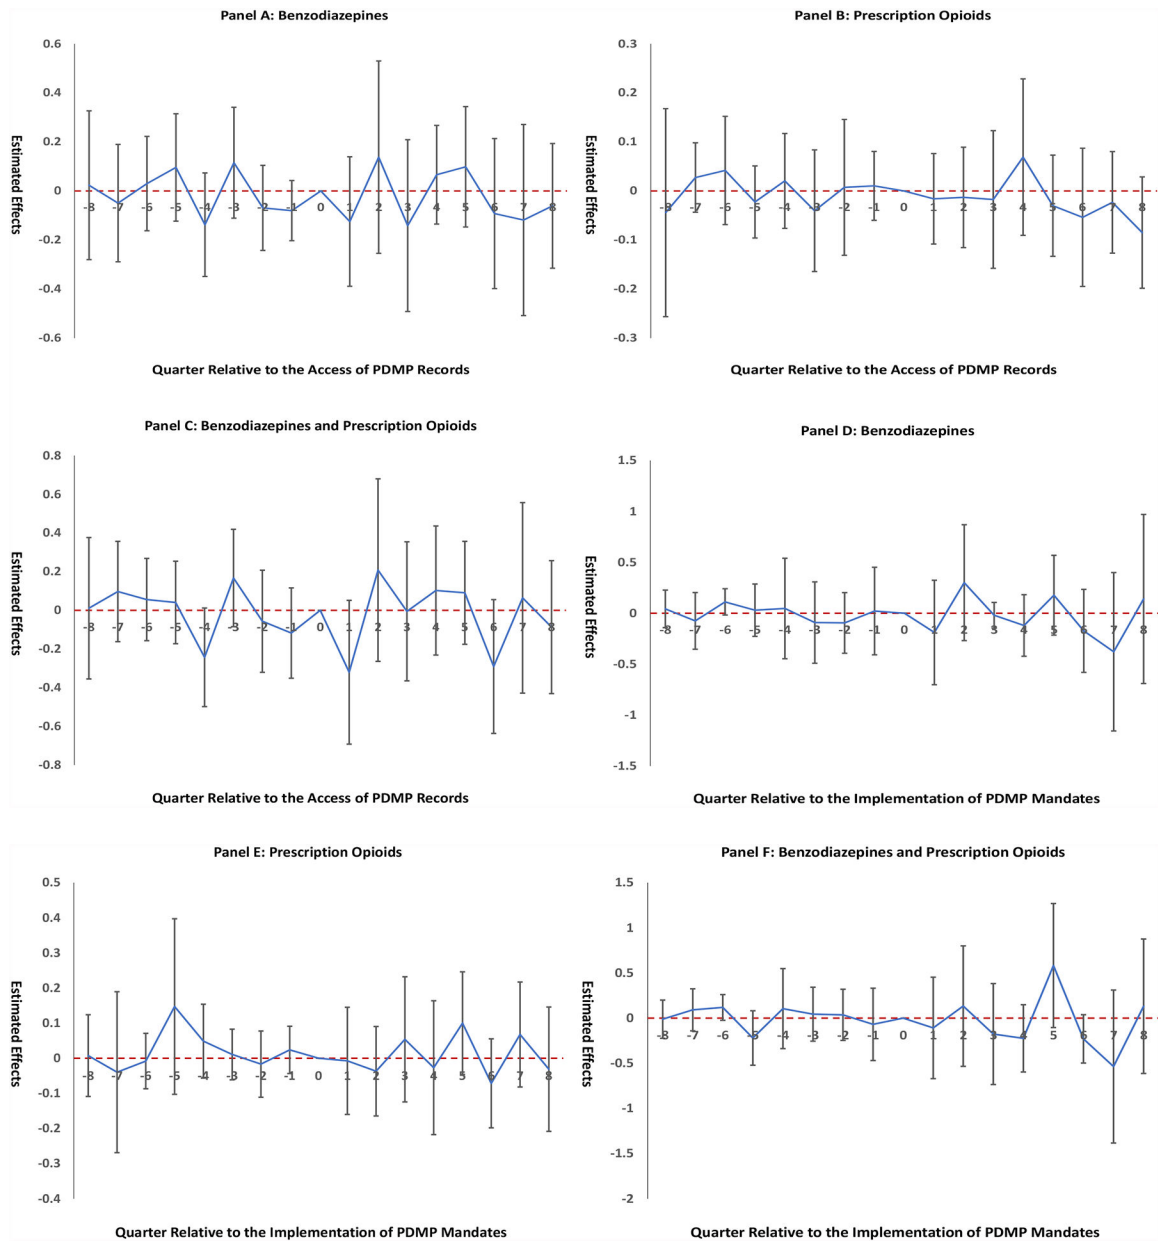 Panel A: Benzodiazepines
0.6
0.4
0.2
0
-0.2
-0.4
-0.6
Estimated Effects
-8 -7 -6 -5 -4 -3 -2 -1 0 1 2 3 4 5 6 7 8
Quarter Relative to the Access of PDMP Records
Panel B: Prescription Opioids
0.3
0.2
0.1
0
-0.1
-0.2
-0.3
Estimated Effects
-8 -7 -6 -5 -4 -3 -2 -1 0 1 2 3 4 5 6 7 8
Quarter Relative to the Access of PDMP Records
Panel C: Benzodiazepines and Prescription Opioids
0.8
0.6
0.4
0.2
0
-0.2
-0.4
-0.6
-0.8
Estimated Effects
-8 -7 -6 -5 -4 -3 -2 -1 0 1 2 3 4 5 6 7 8
Quarter Relative to the Access of PDMP Records
Panel D: Benzodiazepines
1.5
1
0.5
0
-0.5
-1
-1.5
Estimated Effects
-8 -7 -6 -5 -4 -3 -2 -1 0 1 2 3 4 5 6 7 8
Quarter Relative to the Implementation of PDMP Mandates
Panel E: Prescription Opioids
0.5
0.4
0.3
0.2
0.1
0
-0.1
-0.2
-0.3
-0.4
Estimated Effects
-8 -7 -6 -5 -4 -3 -2 -1 0 1 2 3 4 5 6 7 8
Quarter Relative to the Implementation of PDMP Mandates
Panel F: Benzodiazepines and Prescription Opioids
1.5
1
0.5
0
-0.5
-1
-1.5
-2
Estimated Effects
-8 -7 -6 -5 -4 -3 -2 -1 0 1 2 3 4 5 6 7 8
Quarter Relative to the Implementation of PDMP Mandates